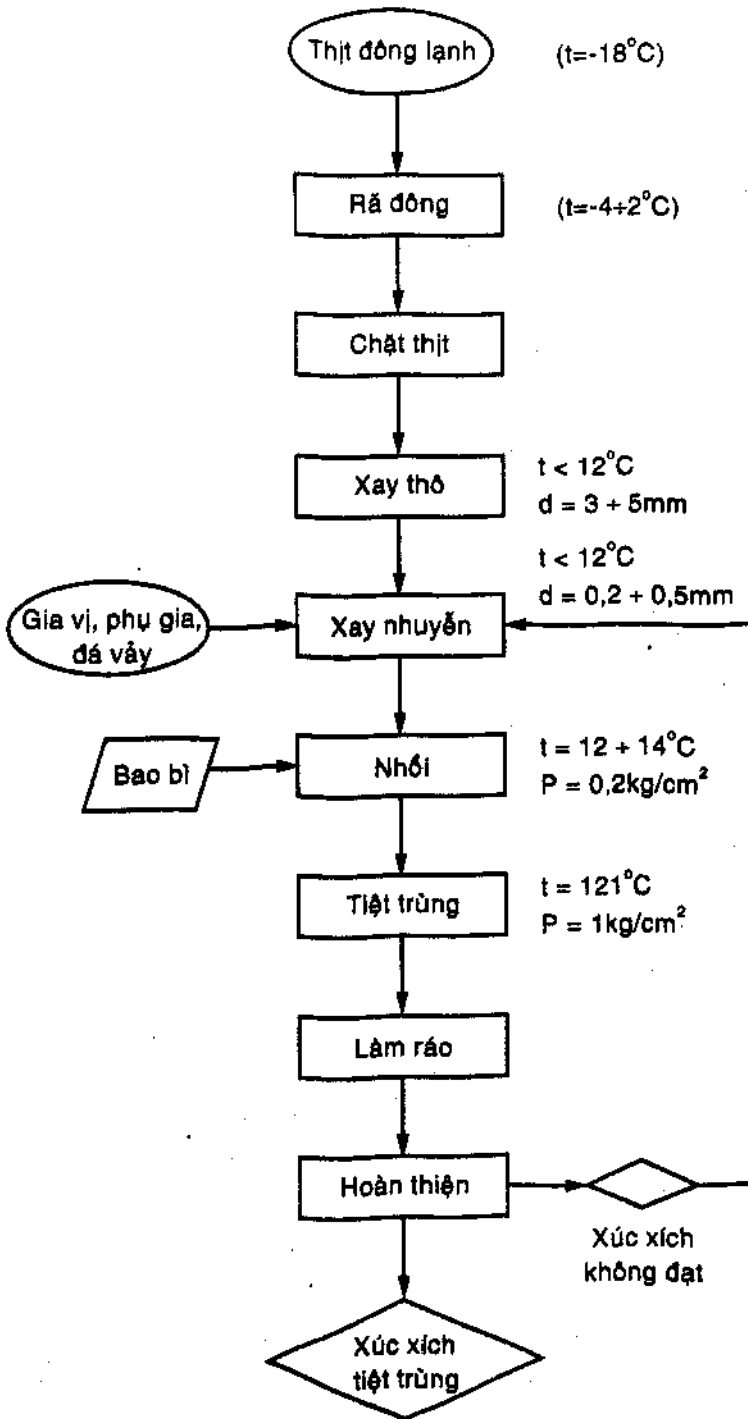 Thịt đông lạnh
(t=-18°C)
Rã đông
(t=-4÷2°C)
Chặt thịt
Xay thô
t < 12°C
d = 3 ÷ 5mm
t < 12°C
d = 0,2 ÷ 0,5mm
Gia vị, phụ gia,
đá vảy
Xay nhuyễn
Bao bì
Nhồi
t = 12 ÷ 14°C
P = 0,2kg/cm²
Tiệt trùng
t = 121°C
P = 1kg/cm²
Làm ráo
Hoàn thiện
Xúc xích
không đạt
Xúc xích
tiệt trùng